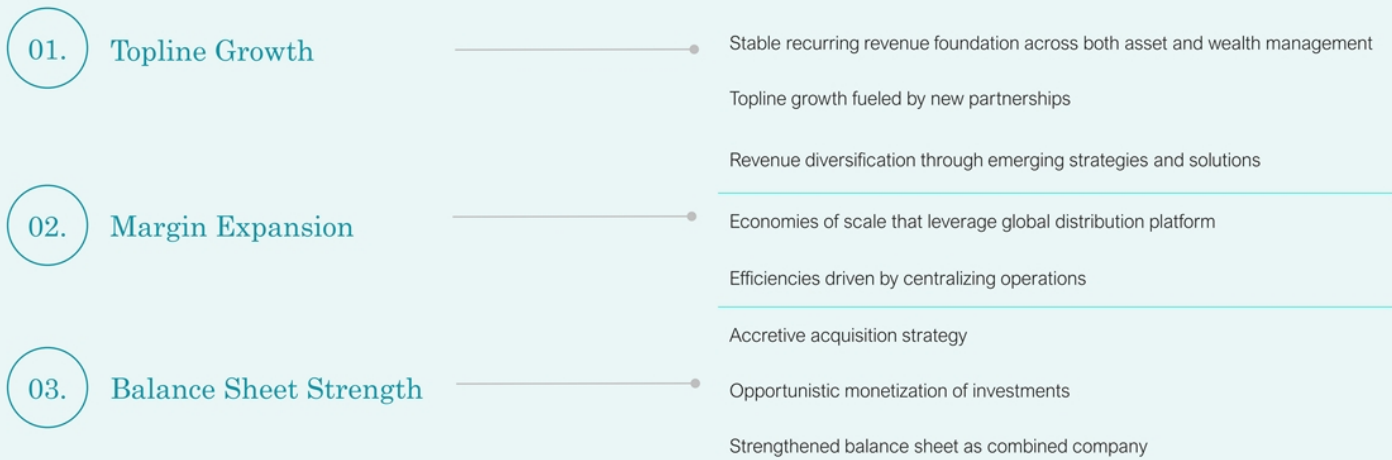 01.
Topline Growth
Stable recurring revenue foundation across both asset and wealth management
Topline growth fueled by new partnerships
Revenue diversification through emerging strategies and solutions
02.
Margin Expansion
Economies of scale that leverage global distribution platform
Efficiencies driven by centralizing operations
03.
Balance Sheet Strength
Accretive acquisition strategy
Opportunistic monetization of investments
Strengthened balance sheet as combined company